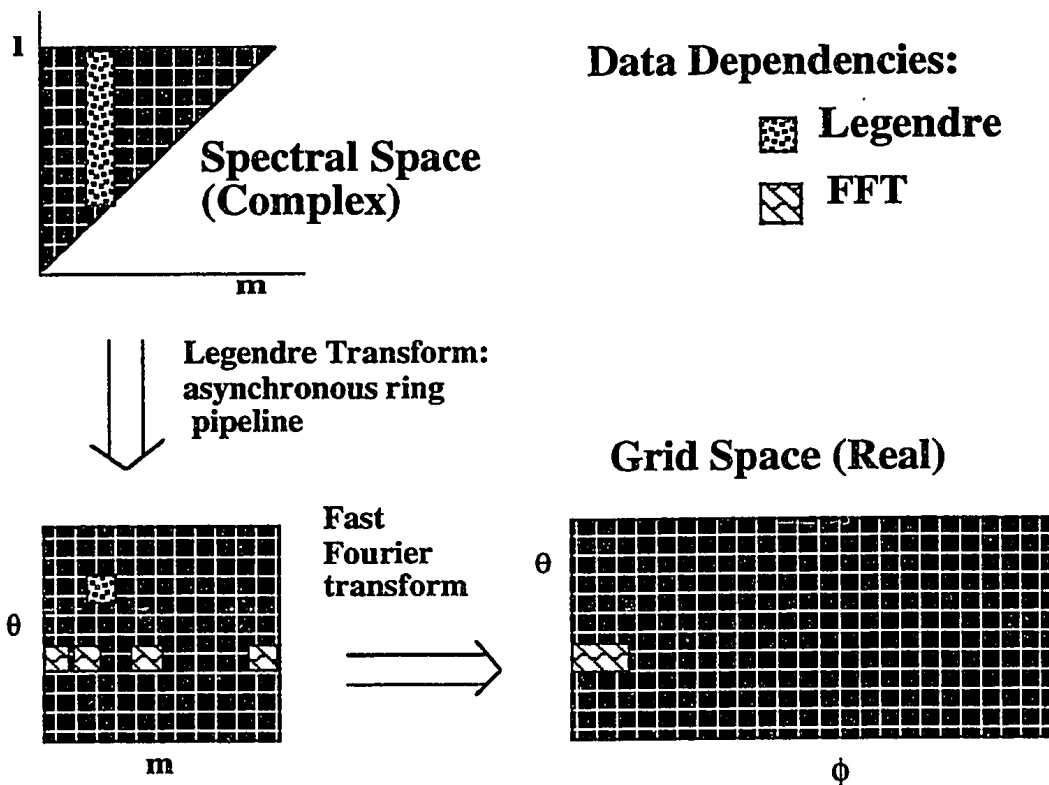 l
Spectral Space
(Complex)
m
Data Dependencies:
Legendre
FFT
Legendre Transform:
asynchronous ring
pipeline
Grid Space (Real)
Fast
Fourier
transform
θ
m
θ
ϕ